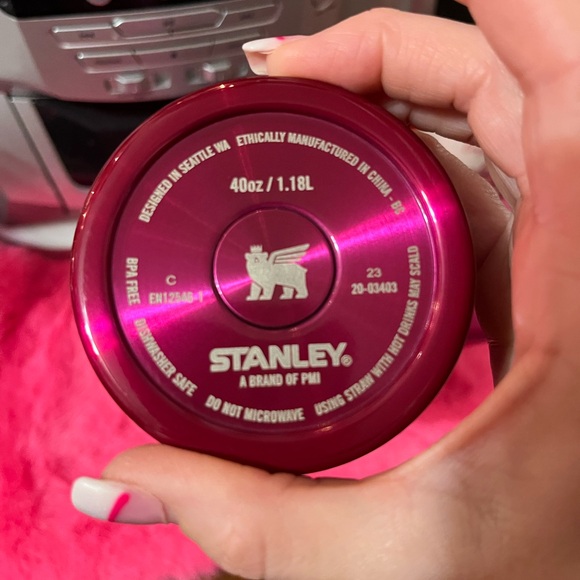 DESIGNED IN SEATTLE WA ETHICALLY MANUFACTURED IN CHINA - BG
40oz / 1.18L
C
EN12546-1
23
20-03403
STANLEY®
A BRAND OF PMI
BPA FREE DISHWASHER SAFE DO NOT MICROWAVE USING STRAW WITH HOT DRINKS MAY SCALD